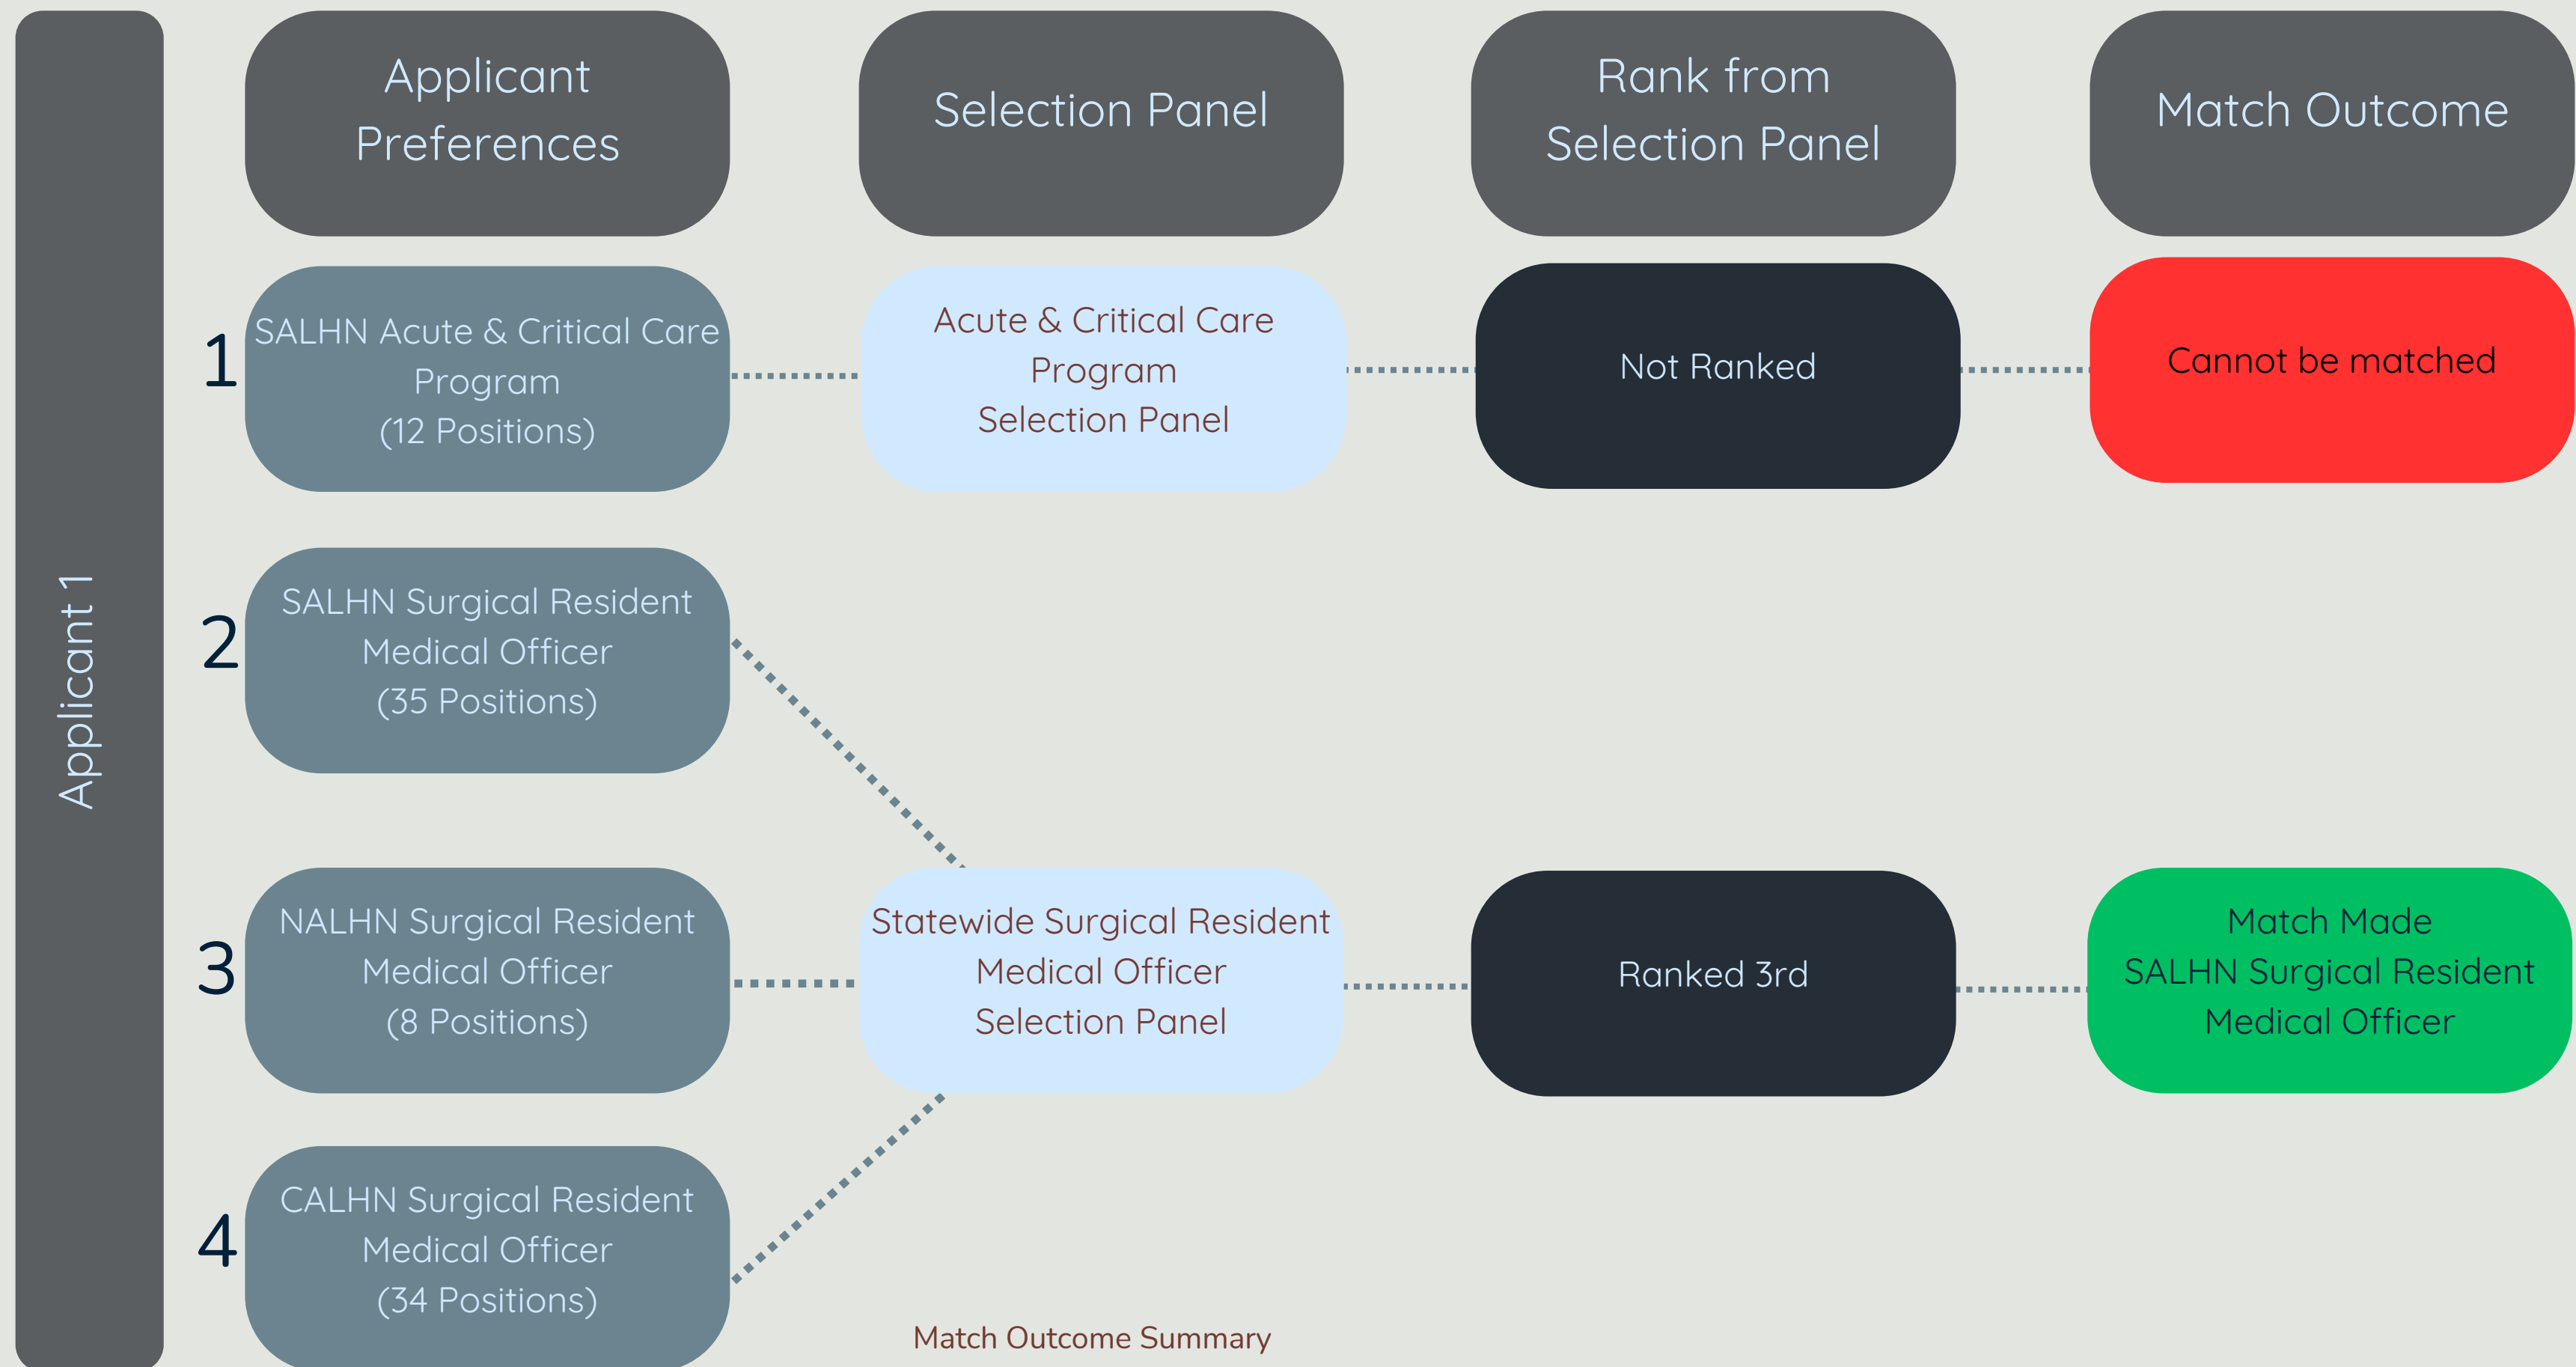 Applicant
Preferences
Selection Panel
Rank from
Selection Panel
Match Outcome
Applicant 1
1
SALHN Acute & Critical Care
Program
(12 Positions)
Acute & Critical Care
Program
Selection Panel
Not Ranked
Cannot be matched
2
SALHN Surgical Resident
Medical Officer
(35 Positions)
3
NALHN Surgical Resident
Medical Officer
(8 Positions)
Statewide Surgical Resident
Medical Officer
Selection Panel
Ranked 3rd
Match Made
SALHN Surgical Resident
Medical Officer
4
CALHN Surgical Resident
Medical Officer
(34 Positions)
Match Outcome Summary